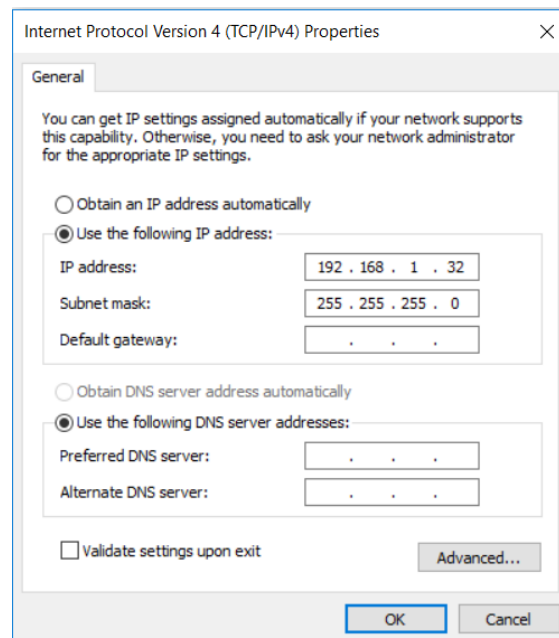 Internet Protocol Version 4 (TCP/IPv4) Properties
General
You can get IP settings assigned automatically if your network supports
this capability. Otherwise, you need to ask your network administrator
for the appropriate IP settings.
Obtain an IP address automatically
Use the following IP address:
IP address: 192 . 168 . 1 . 32
Subnet mask: 255 . 255 . 255 . 0
Default gateway: . . .
Obtain DNS server address automatically
Use the following DNS server addresses:
Preferred DNS server: . . .
Alternate DNS server: . . .
Validate settings upon exit
Advanced...
OK Cancel